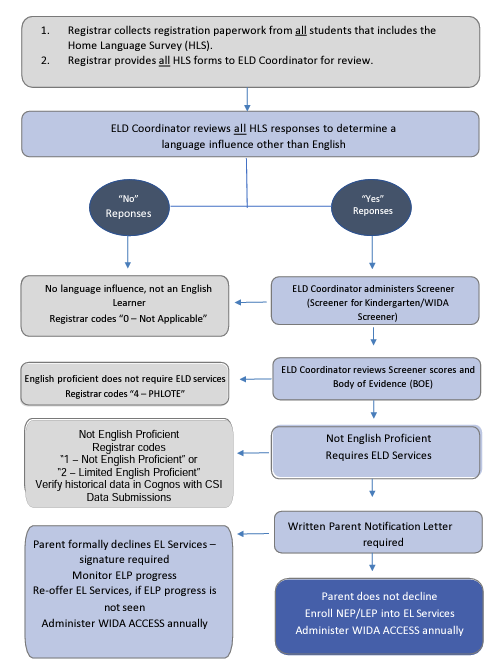 1. Registrar collects registration paperwork from all students that includes the
Home Language Survey (HLS).
2. Registrar provides all HLS forms to ELD Coordinator for review.
ELD Coordinator reviews all HLS responses to determine a
language influence other than English
“No”
Reponses
“Yes”
Reponses
No language influence, not an English
Learner
Registrar codes “0 – Not Applicable”
ELD Coordinator administers Screener
(Screener for Kindergarten/WIDA
Screener)
English proficient does not require ELD services
Registrar codes “4 – PHLOTE”
ELD Coordinator reviews Screener scores and
Body of Evidence (BOE)
Not English Proficient
Registrar codes
"1 – Not English Proficient” or
"2 – Limited English Proficient”
Verify historical data in Cognos with CSI
Data Submissions
Not English Proficient
Requires ELD Services
Written Parent Notification Letter
required
Parent formally declines EL Services –
signature required
Monitor ELP progress
Re-offer EL Services, if ELP progress is
not seen
Administer WIDA ACCESS annually
Parent does not decline
Enroll NEP/LEP into EL Services
Administer WIDA ACCESS annually